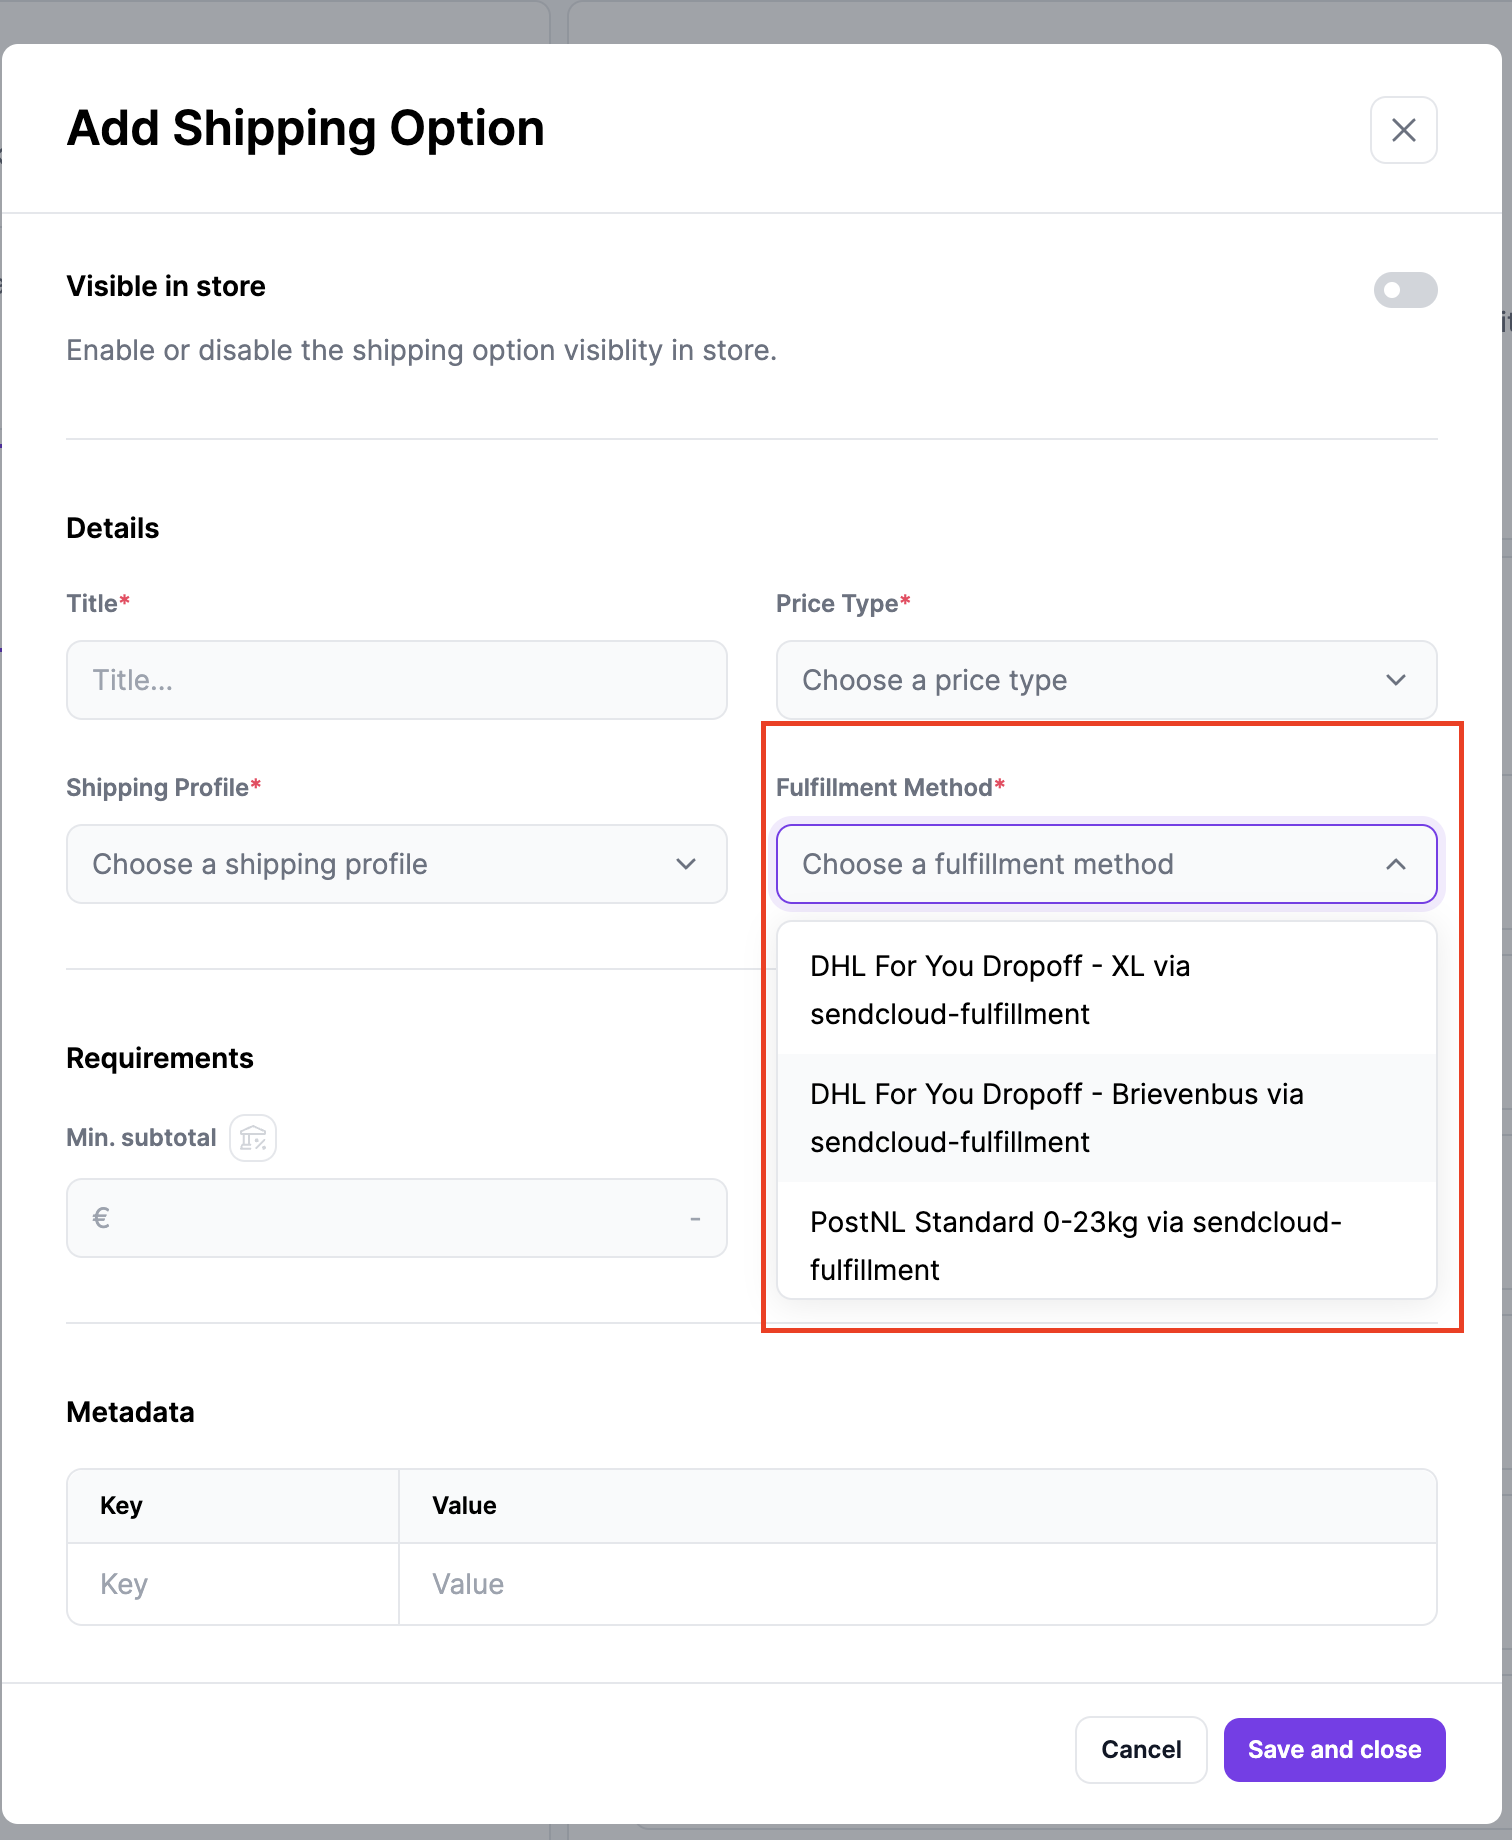 Add Shipping Option
Visible in store
Enable or disable the shipping option visiblity in store.
Details
Title*
Title...
Price Type*
Choose a price type
Shipping Profile*
Choose a shipping profile
Fulfillment Method*
Choose a fulfillment method
DHL For You Dropoff - XL via
sendcloud-fulfillment
DHL For You Dropoff - Brievenbus via
sendcloud-fulfillment
PostNL Standard 0-23kg via sendcloud-
fulfillment
Requirements
Min. subtotal
€ -
Metadata
Key Value
Key Value
Cancel Save and close